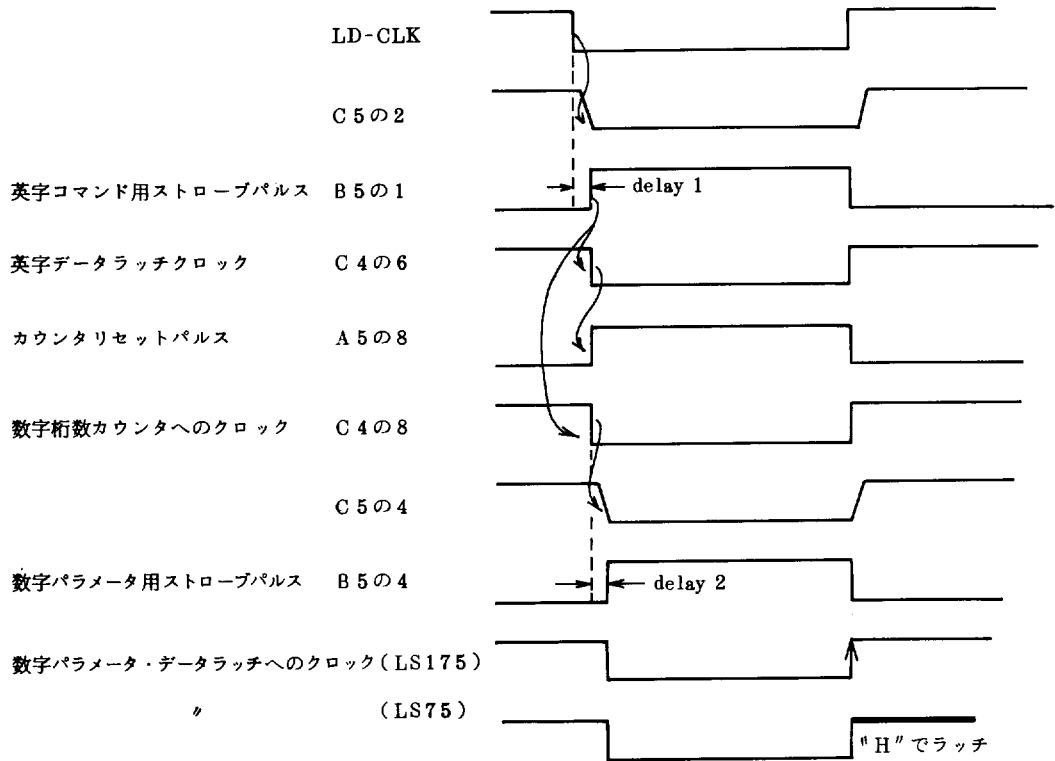 LD-CLK
C5の2
英字コマンド用ストローブパルス B5の1
delay 1
英字データラッチクロック C4の6
カウンタリセットパルス A5の8
数字桁数カウンタへのクロック C4の8
C5の4
数字パラメータ用ストローブパルス B5の4
delay 2
数字パラメータ・データラッチへのクロック(LS175)
〃 (LS75)
"H"でラッチ